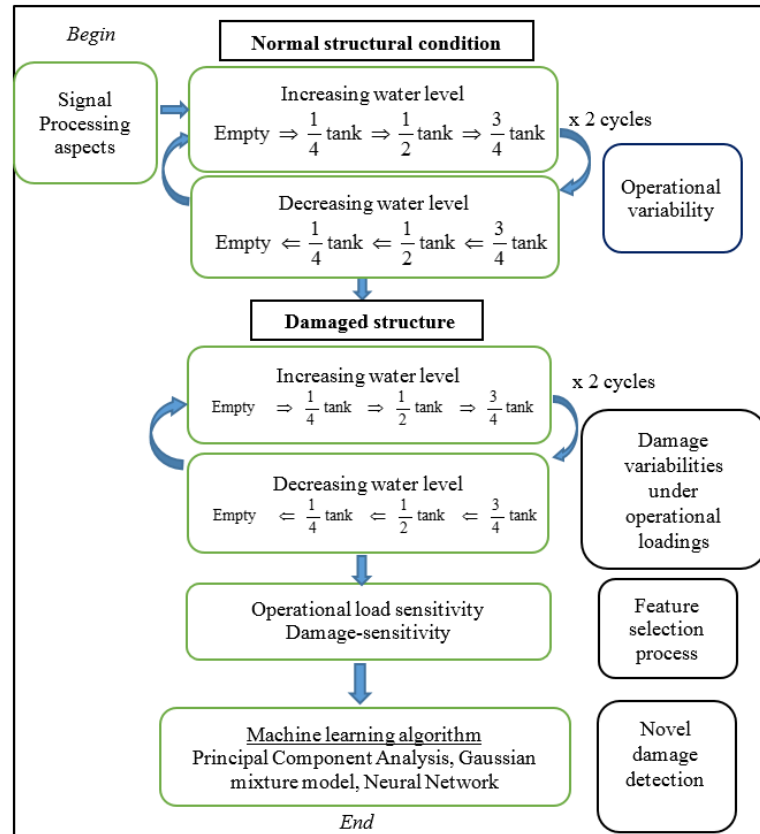 Begin
Normal structural condition
Signal
Processing
aspects
Increasing water level
Empty ⇒ 1/4 tank ⇒ 1/2 tank ⇒ 3/4 tank
x 2 cycles
Decreasing water level
Empty ⇐ 1/4 tank ⇐ 1/2 tank ⇐ 3/4 tank
Operational
variability
Damaged structure
Increasing water level
Empty ⇒ 1/4 tank ⇒ 1/2 tank ⇒ 3/4 tank
x 2 cycles
Decreasing water level
Empty ⇐ 1/4 tank ⇐ 1/2 tank ⇐ 3/4 tank
Damage
variabilities
under
operational
loadings
Operational load sensitivity
Damage-sensitivity
Feature
selection
process
Machine learning algorithm
Principal Component Analysis, Gaussian
mixture model, Neural Network
Novel
damage
detection
End